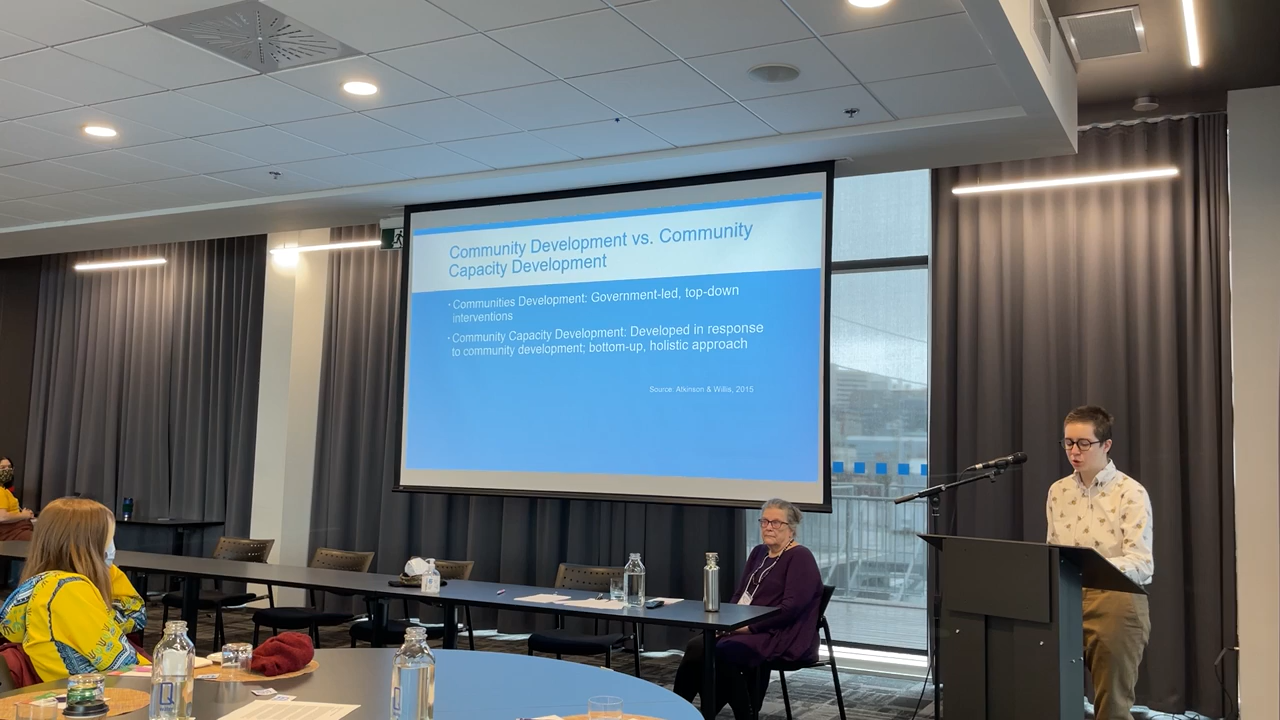 Community Development vs. Community
Capacity Development
· Communities Development: Government-led, top-down
interventions
· Community Capacity Development: Developed in response
to community development; bottom-up, holistic approach
Source: Atkinson & Willis, 2015
Q